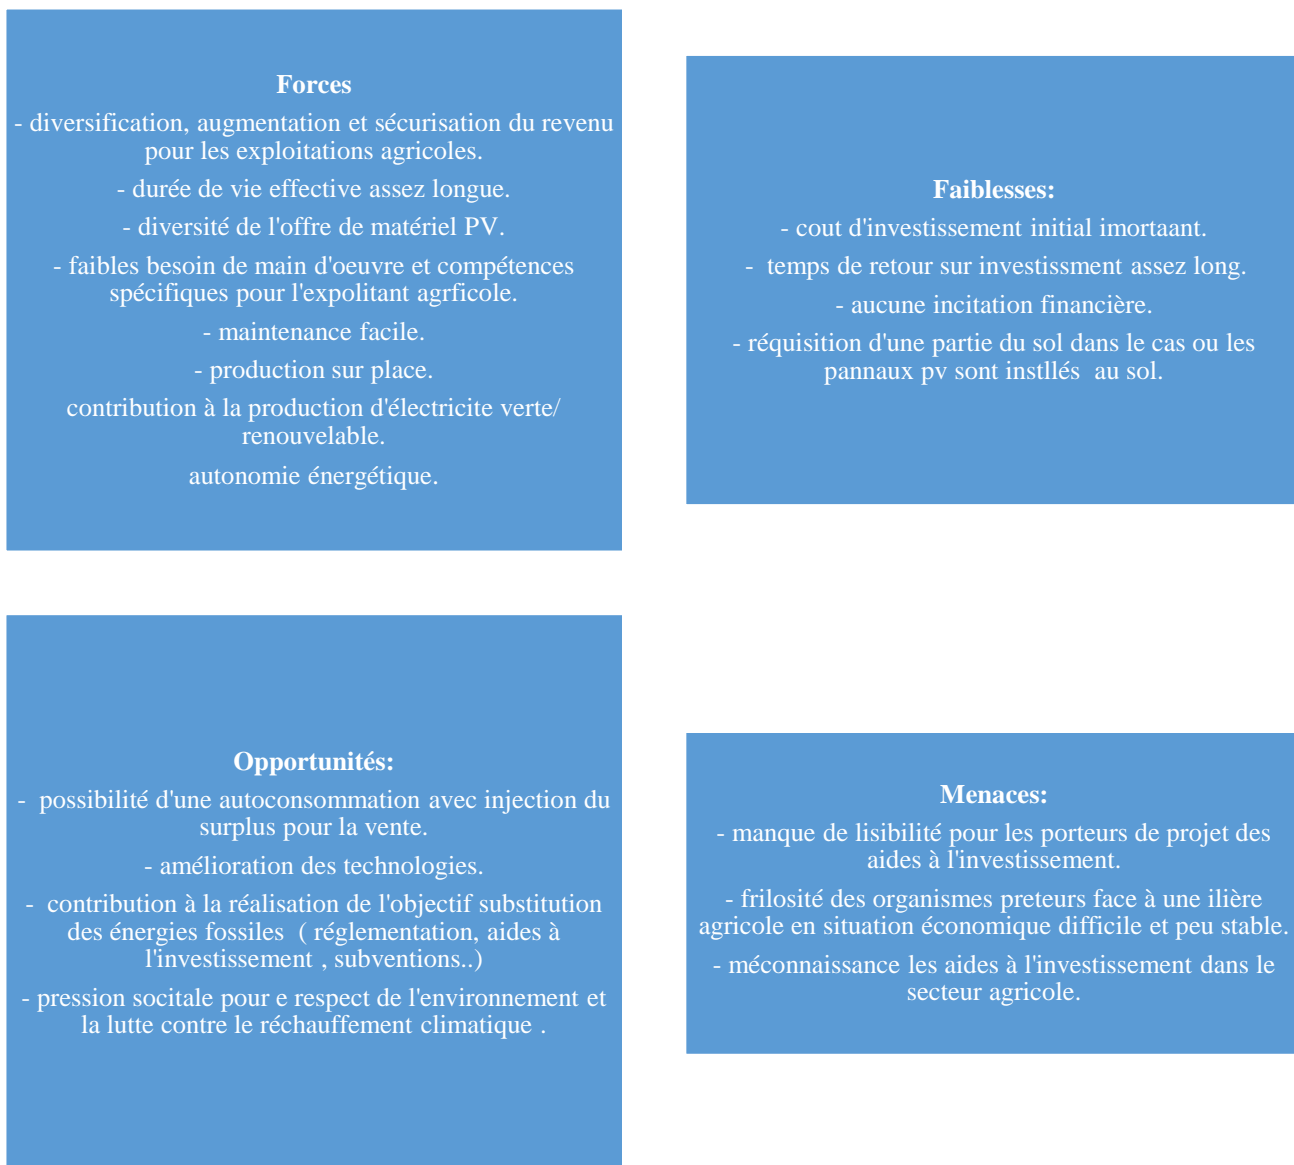 Forces
- diversification, augmentation et sécurisation du revenu
pour les exploitations agricoles.
- durée de vie effective assez longue.
- diversité de l'offre de matériel PV.
- faibles besoin de main d'oeuvre et compétences
spécifiques pour l'expolitant agrficole.
- maintenance facile.
- production sur place.
contribution à la production d'électricite verte/
renouvelable.
autonomie énergétique.
Faiblesses:
- cout d'investissement initial imortaant.
- temps de retour sur investissment assez long.
- aucune incitation financière.
- réquisition d'une partie du sol dans le cas ou les
pannaux pv sont instllés au sol.
Opportunités:
- possibilité d'une autoconsommation avec injection du
surplus pour la vente.
- amélioration des technologies.
- contribution à la réalisation de l'objectif substitution
des énergies fossiles ( réglementation, aides à
l'investissement , subventions..)
- pression socitale pour e respect de l'environnement et
la lutte contre le réchauffement climatique .
Menaces:
- manque de lisibilité pour les porteurs de projet des
aides à l'investissement.
- frilosité des organismes preteurs face à une ilière
agricole en situation économique difficile et peu stable.
- méconnaissance les aides à l'investissement dans le
secteur agricole.